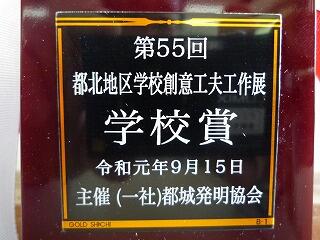 第55回
都北地区学校創意工夫工作展
学校賞
令和元年9月15日
主催 (一社)都城発明協会
GOLD SHICHI
B-1